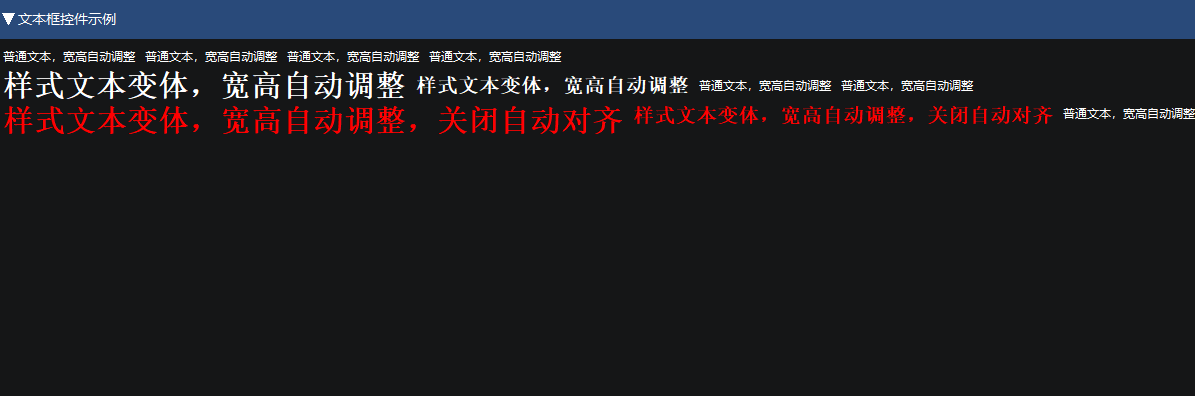 文本框控件示例
普通文本，宽高自动调整 普通文本，宽高自动调整 普通文本，宽高自动调整 普通文本，宽高自动调整
样式文本变体，宽高自动调整 样式文本变体，宽高自动调整 普通文本，宽高自动调整 普通文本，宽高自动调整
样式文本变体，宽高自动调整，关闭自动对齐 样式文本变体，宽高自动调整，关闭自动对齐 普通文本，宽高自动调整